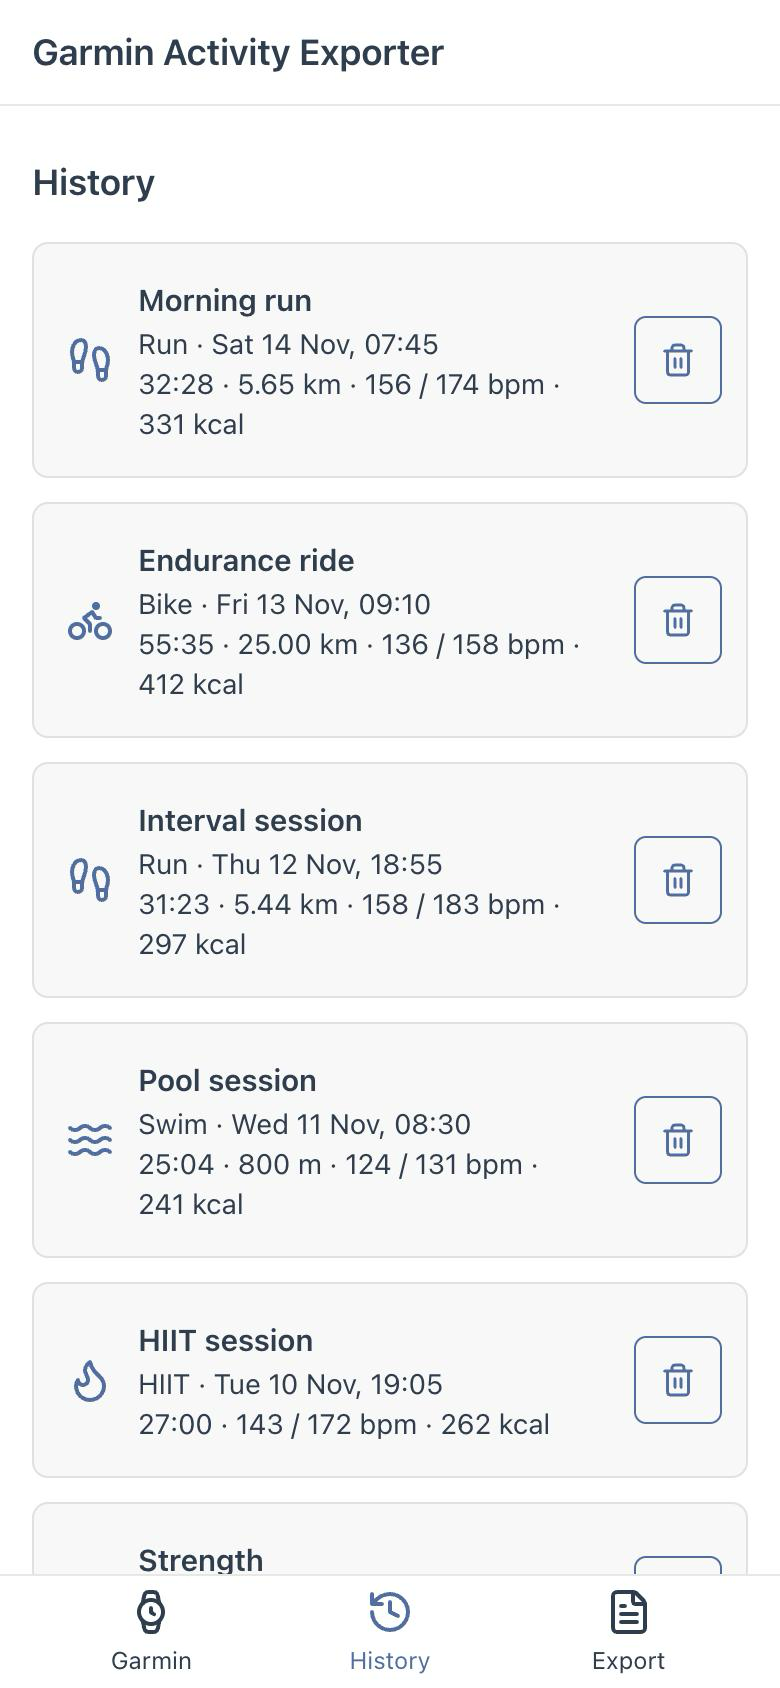 Garmin Activity Exporter
History
Morning run
Run · Sat 14 Nov, 07:45
32:28 · 5.65 km · 156 / 174 bpm ·
331 kcal
Endurance ride
Bike · Fri 13 Nov, 09:10
55:35 · 25.00 km · 136 / 158 bpm ·
412 kcal
Interval session
Run · Thu 12 Nov, 18:55
31:23 · 5.44 km · 158 / 183 bpm ·
297 kcal
Pool session
Swim · Wed 11 Nov, 08:30
25:04 · 800 m · 124 / 131 bpm ·
241 kcal
HIIT session
HIIT · Tue 10 Nov, 19:05
27:00 · 143 / 172 bpm · 262 kcal
Strength
Garmin
History
Export